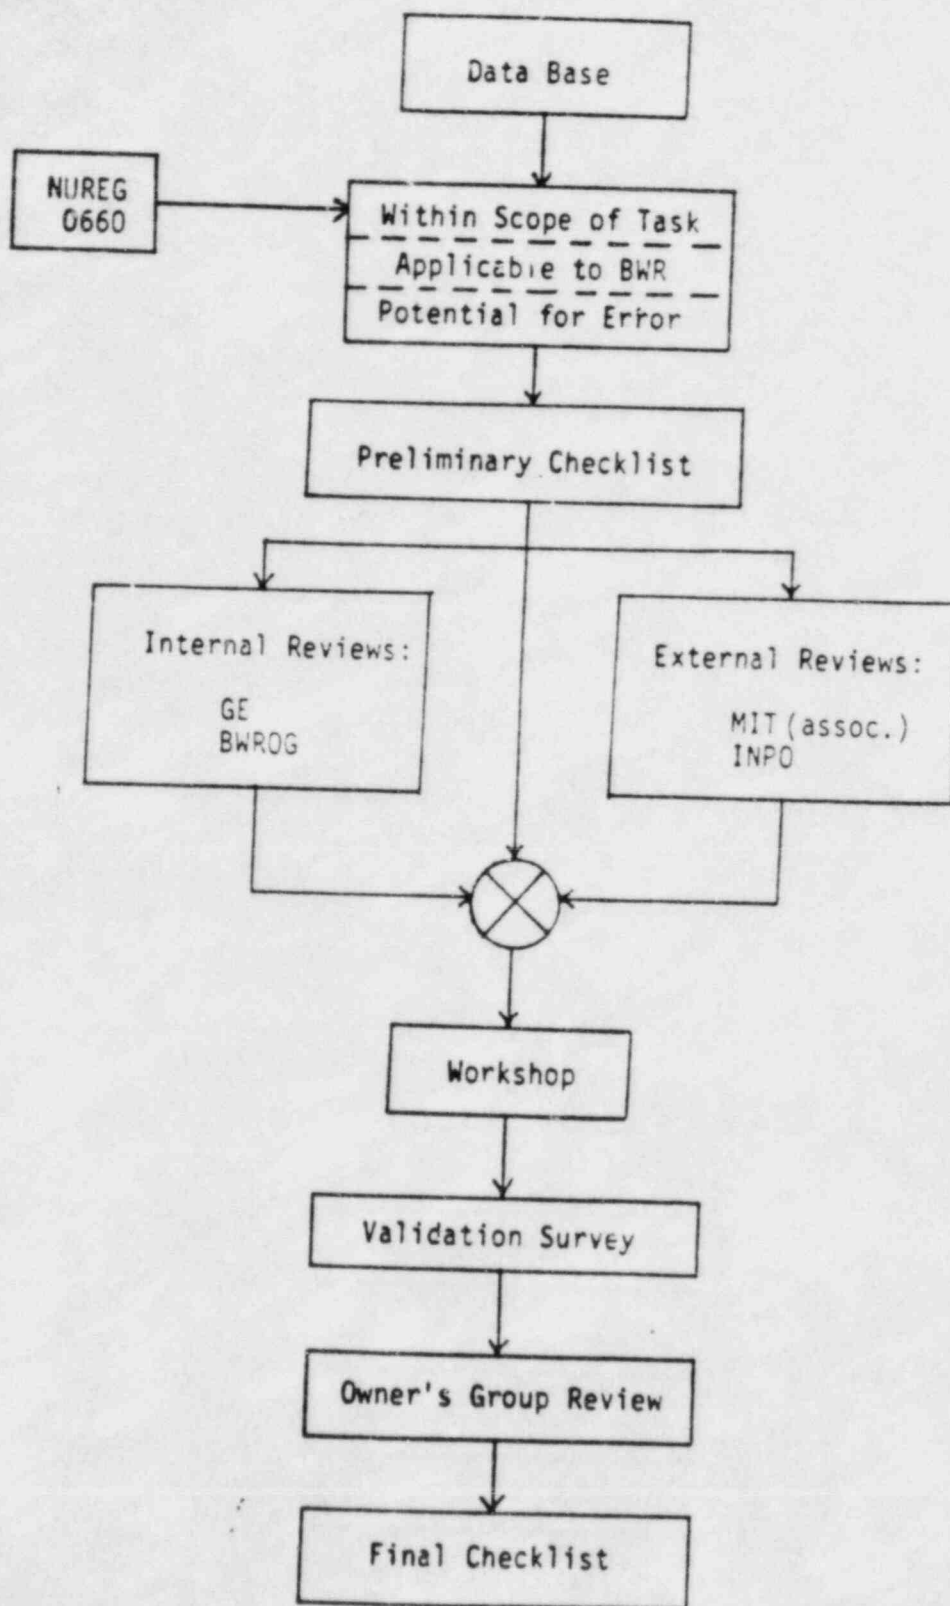 Data Base
NUREG
0660
Within Scope of Task
Applicable to BWR
Potential for Error
Preliminary Checklist
Internal Reviews:
GE
BWROG
External Reviews:
MIT (assoc.)
INPO
Workshop
Validation Survey
Owner's Group Review
Final Checklist